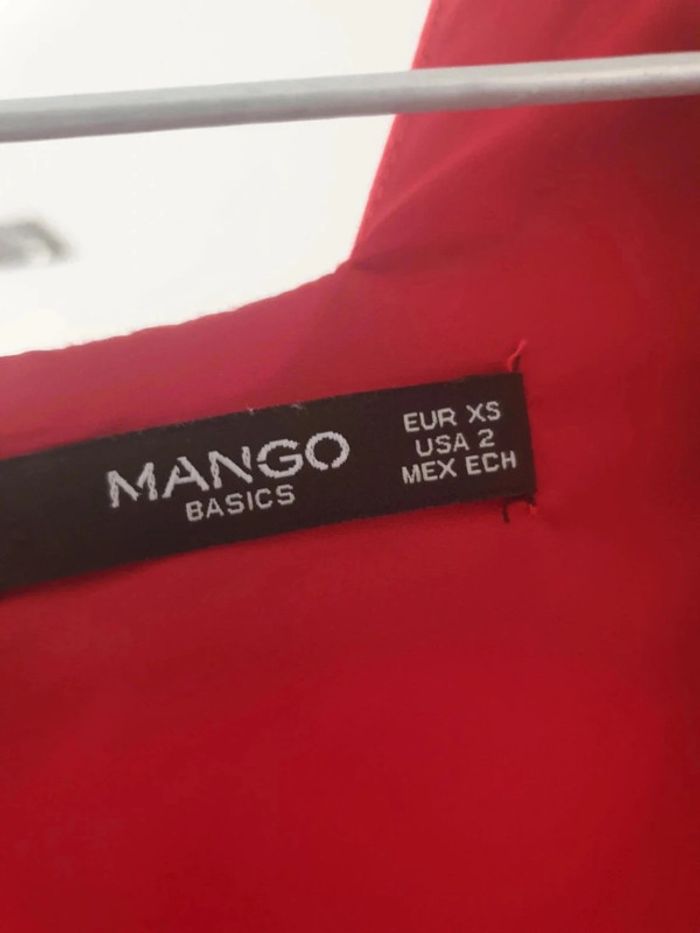 MANGO
BASICS
EUR XS
USA 2
MEX ECH